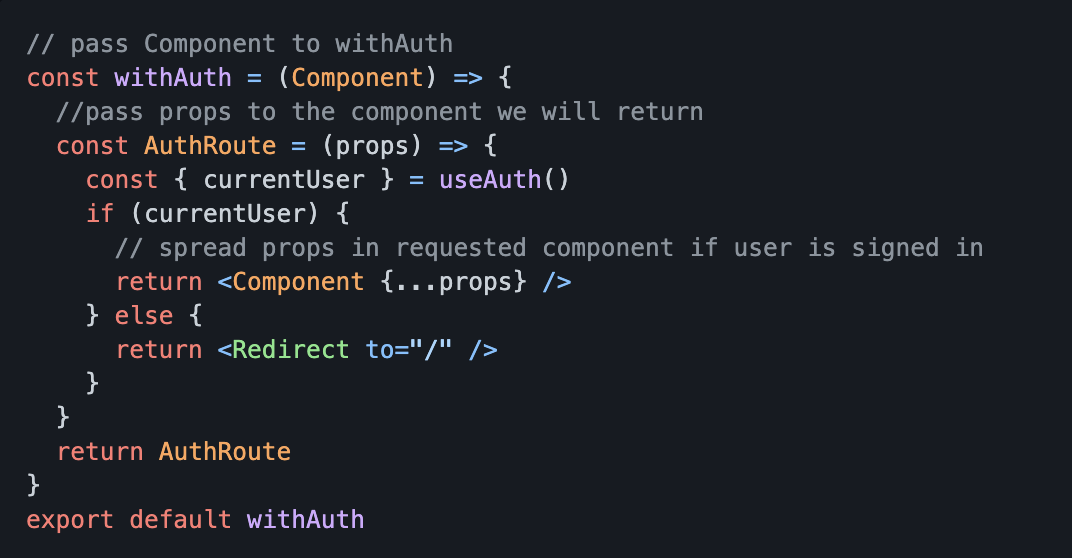 // pass Component to withAuth
const withAuth = (Component) => {
  //pass props to the component we will return
  const AuthRoute = (props) => {
    const { currentUser } = useAuth()
    if (currentUser) {
      // spread props in requested component if user is signed in
      return <Component {...props} />
    } else {
      return <Redirect to="/" />
    }
  }
  return AuthRoute
}
export default withAuth